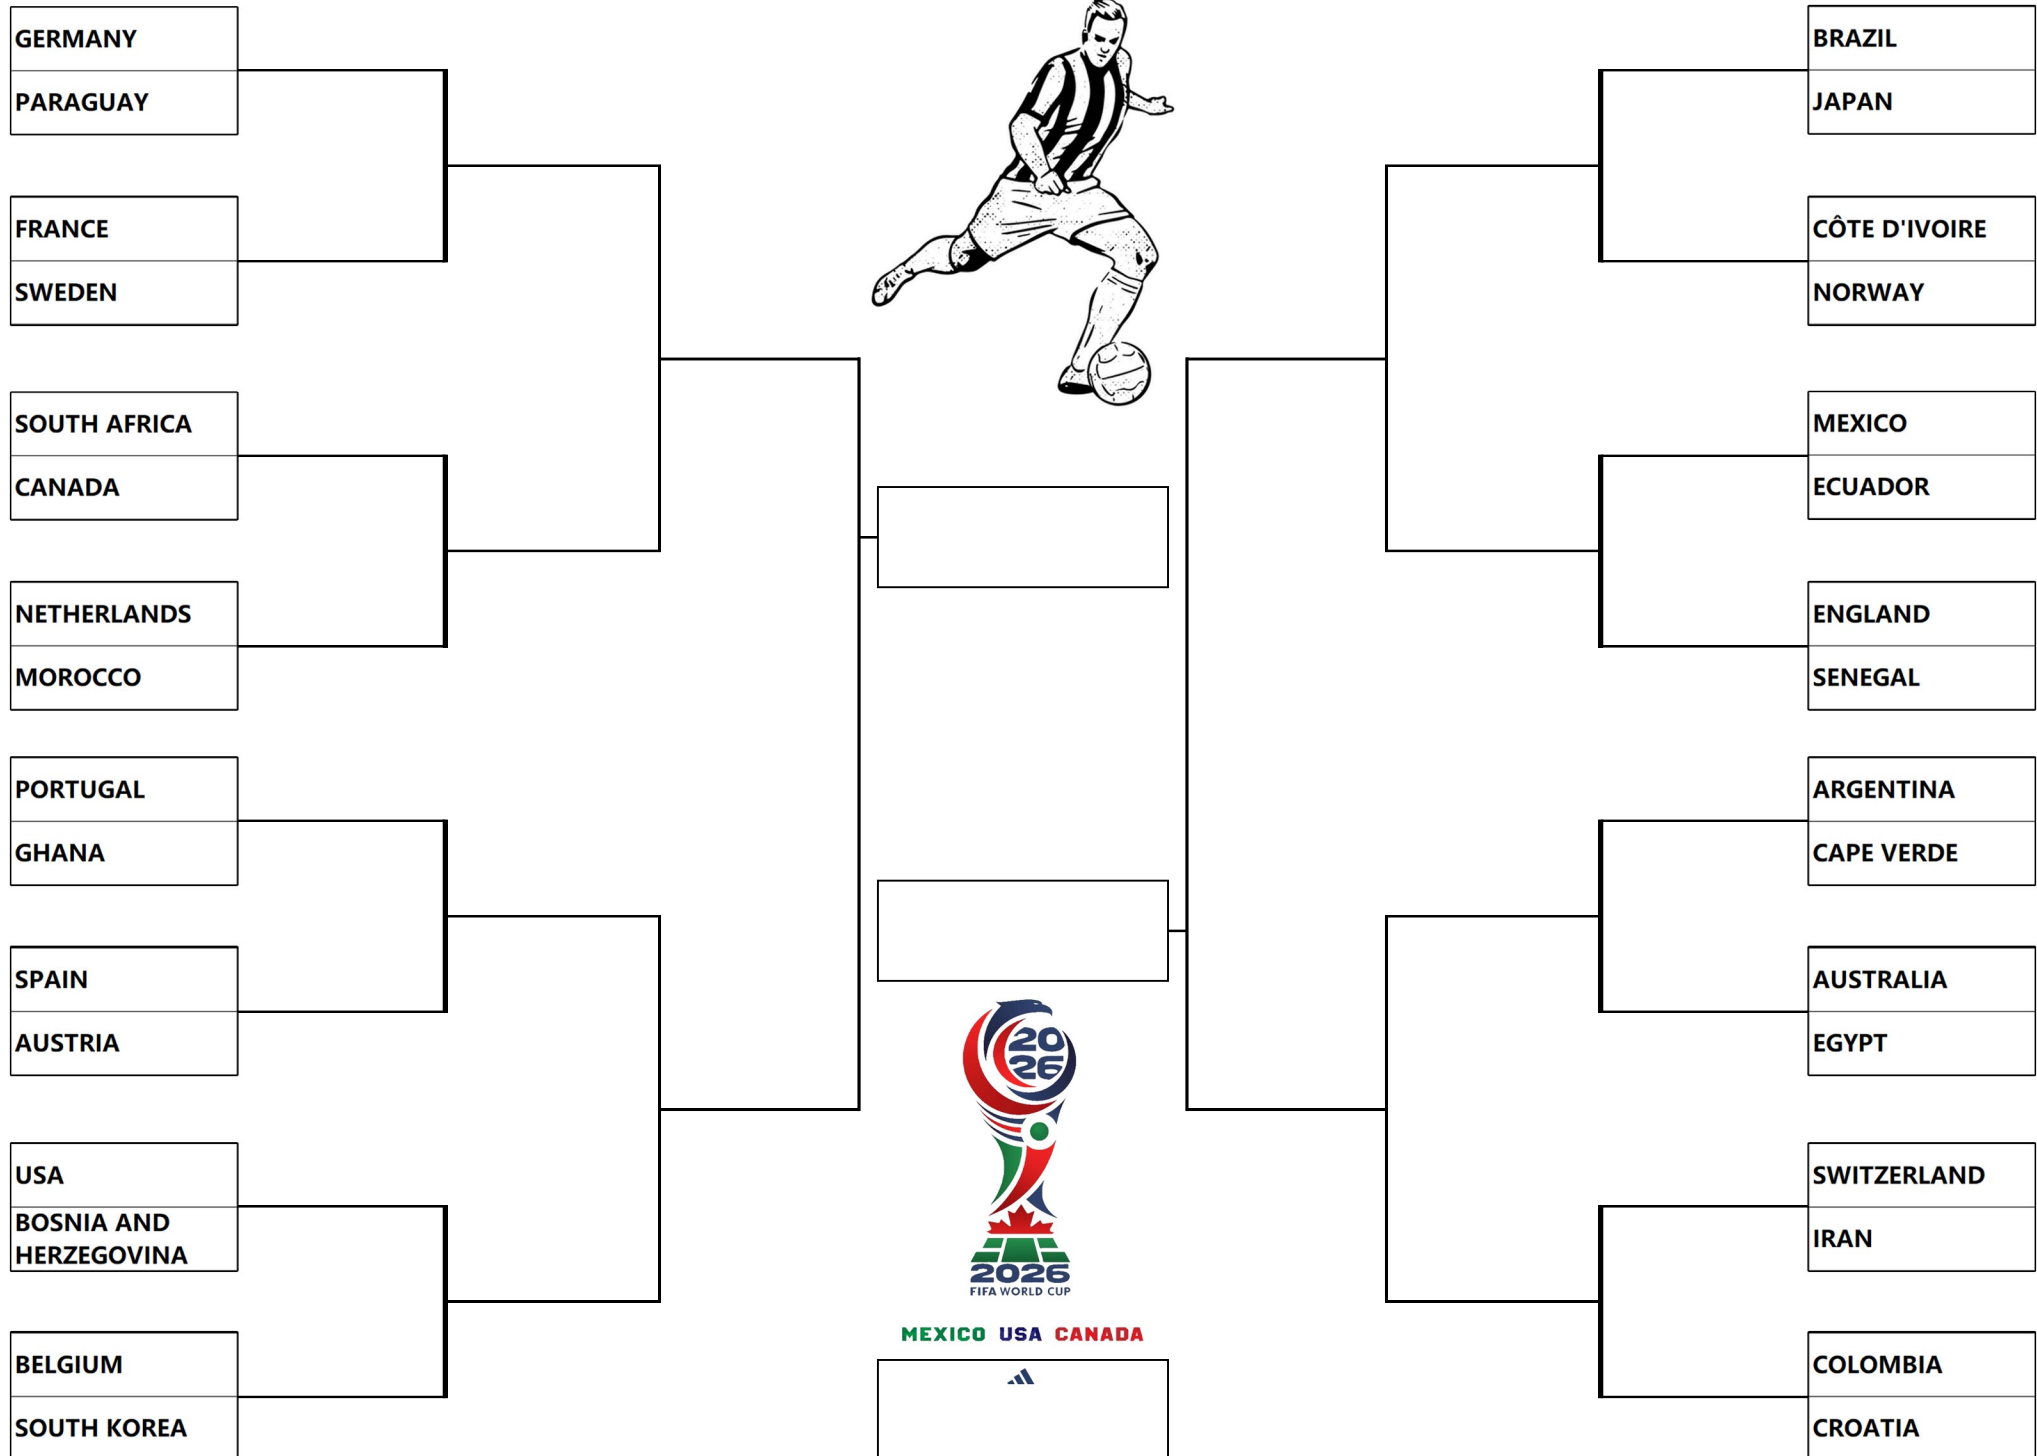 GERMANY
PARAGUAY
FRANCE
SWEDEN
SOUTH AFRICA
CANADA
NETHERLANDS
MOROCCO
PORTUGAL
GHANA
SPAIN
AUSTRIA
USA
BOSNIA AND
HERZEGOVINA
BELGIUM
SOUTH KOREA
20
26
2026
FIFA WORLD CUP
MEXICO USA CANADA
BRAZIL
JAPAN
CÔTE D'IVOIRE
NORWAY
MEXICO
ECUADOR
ENGLAND
SENEGAL
ARGENTINA
CAPE VERDE
AUSTRALIA
EGYPT
SWITZERLAND
IRAN
COLOMBIA
CROATIA